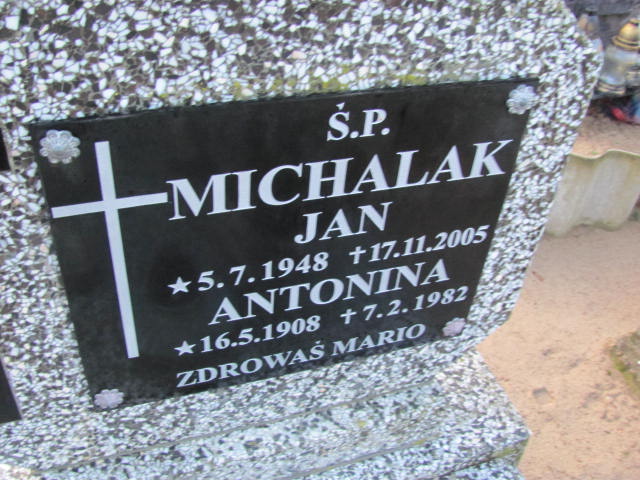 Ś.P.
MICHALAK
JAN
★5.7.1948 ✝17.11.2005
ANTONINA
★16.5.1908 ✝7.2.1982
ZDROWAŚ MARIO